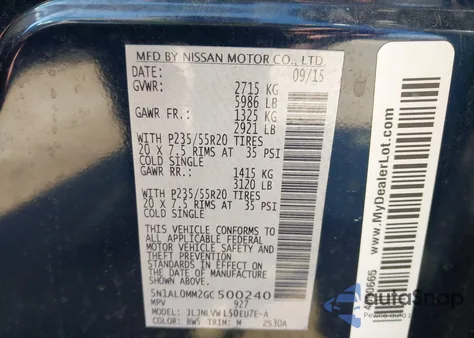 MFD BY NISSAN MOTOR CO., LTD.
DATE: 09/15
GVWR: 2715 KG
5986 LB
GAWR FR.: 1325 KG
2921 LB
WITH P235/55R20 TIRES
20 X 7.5 RIMS AT 35 PSI
COLD SINGLE
GAWR RR.: 1415 KG
3120 LB
WITH P235/55R20 TIRES
20 X 7.5 RIMS AT 35 PSI
COLD SINGLE
THIS VEHICLE CONFORMS TO ALL
APPLICABLE FEDERAL MOTOR
VEHICLE SAFETY AND
THEFT PREVENTION
STANDARDS IN EFFECT ON THE
DATE OF MANUFACTURE
SHOWN ABOVE.
5N1AL0MM2GC500240
MPV 927
MODEL: JLJNLVW L50EU7E-A
COLOR: BW5 TRIM: M 2530A
www.MyDealerLot.com
AutoSnap